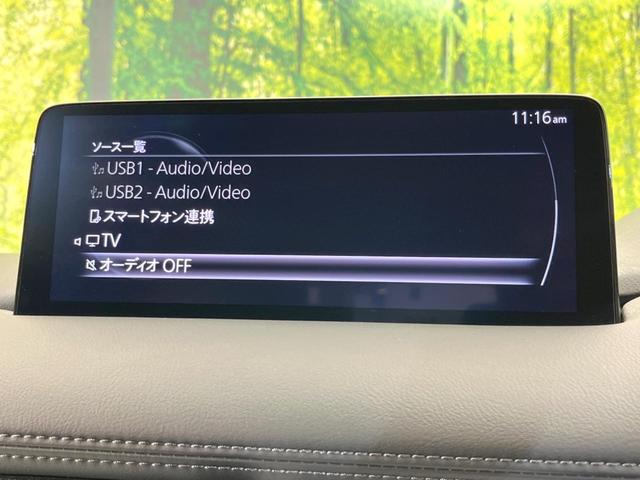 11:16am
ソース一覧
USB1 - Audio/Video
USB2 - Audio/Video
スマートフォン連携
TV
オーディオ OFF